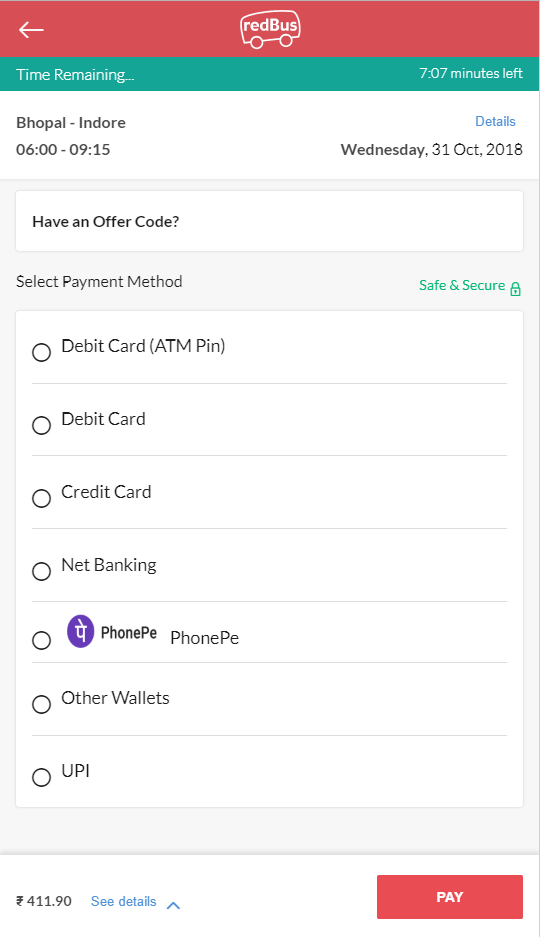 redBus
Time Remaining... 7:07 minutes left
Bhopal - Indore Details
06:00 - 09:15 Wednesday, 31 Oct, 2018
Have an Offer Code?
Select Payment Method Safe & Secure
Debit Card (ATM Pin)
Debit Card
Credit Card
Net Banking
पे PhonePe PhonePe
Other Wallets
UPI
₹ 411.90 See details PAY